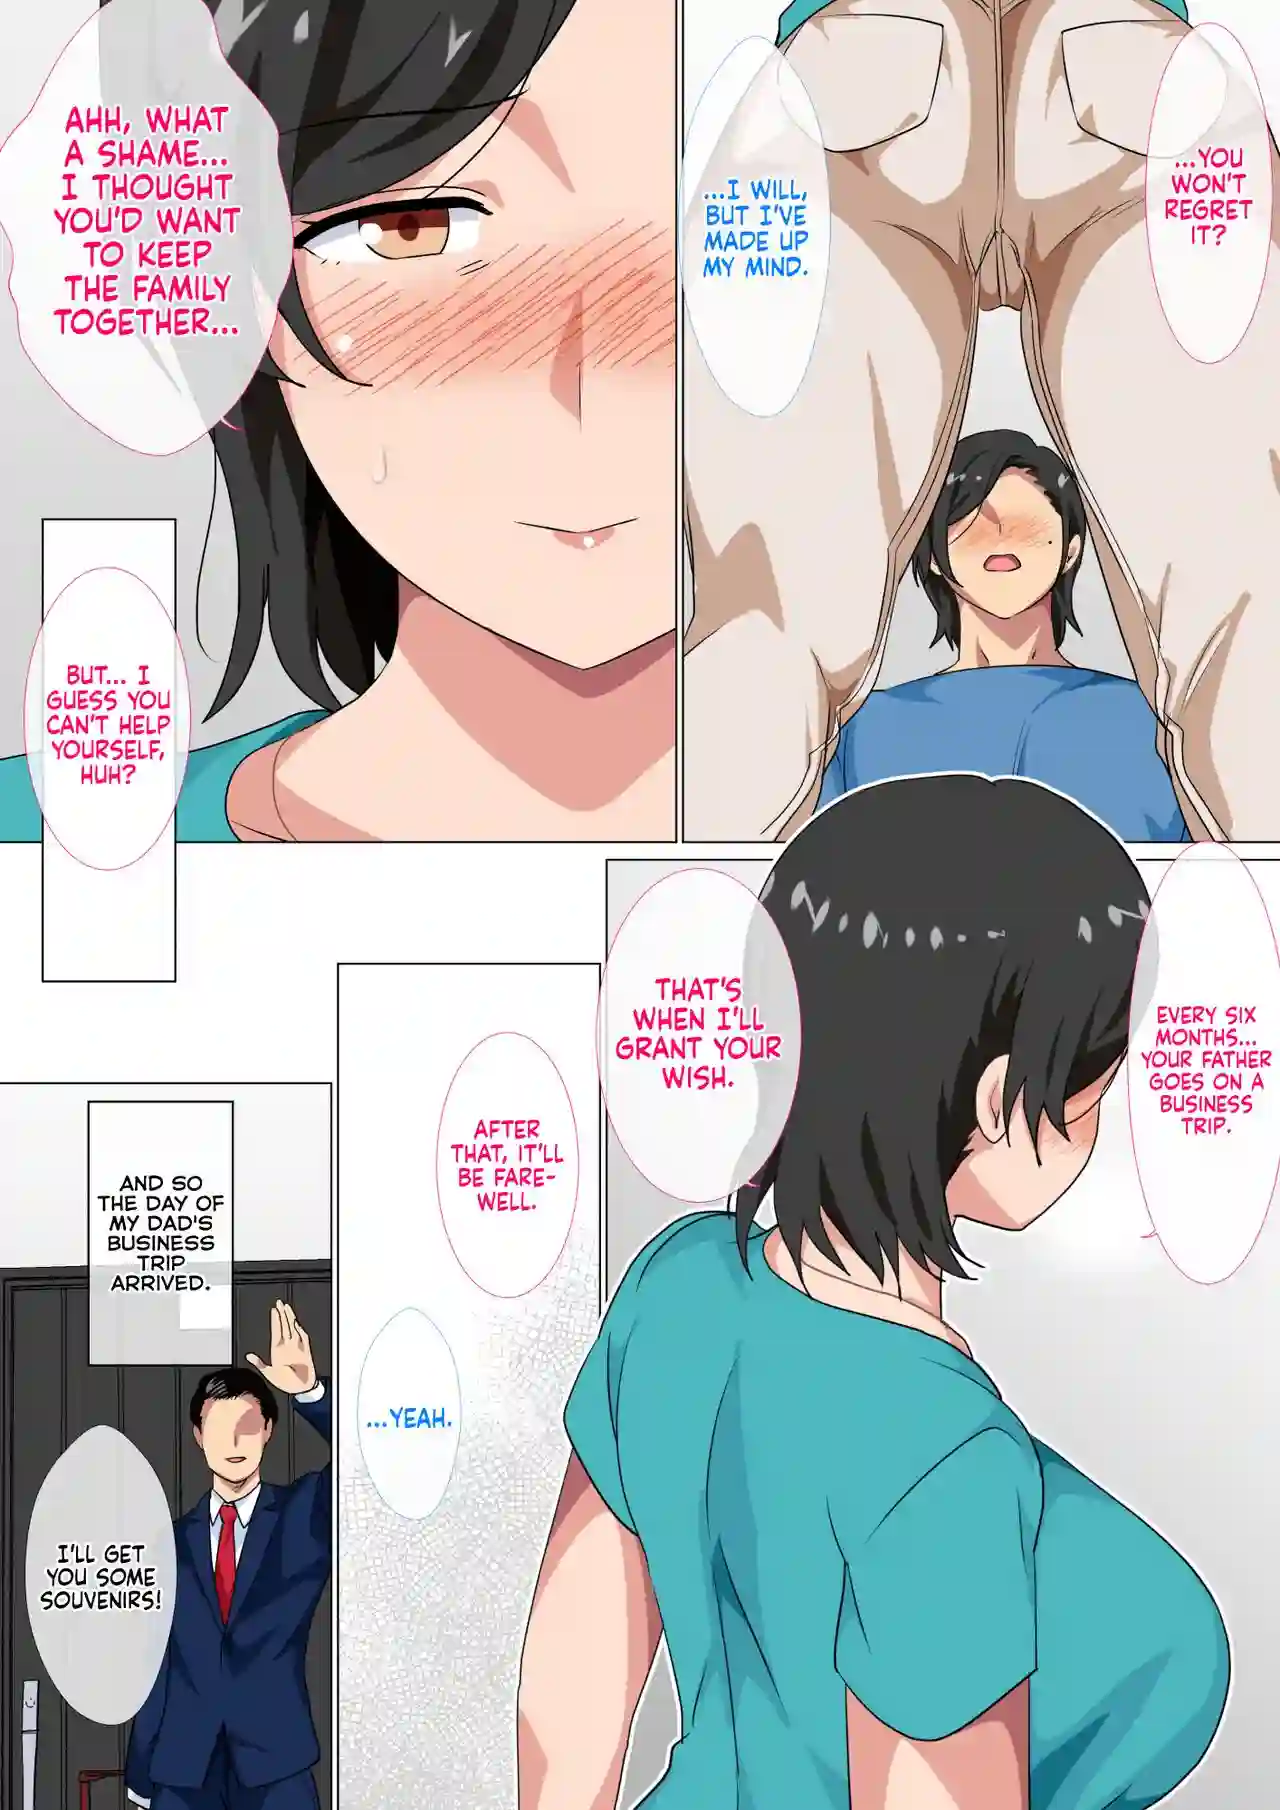 ...YOU
WON'T
REGRET
IT?
...I WILL,
BUT I'VE
MADE UP
MY MIND.
AHH, WHAT
A SHAME...
I THOUGHT
YOU'D WANT
TO KEEP
THE FAMILY
TOGETHER...
BUT... I
GUESS YOU
CAN'T HELP
YOURSELF,
HUH?
EVERY SIX
MONTHS...
YOUR FATHER
GOES ON A
BUSINESS
TRIP.
THAT'S
WHEN I'LL
GRANT YOUR
WISH.
AFTER
THAT, IT'LL
BE FARE-
WELL.
...YEAH.
AND SO
THE DAY OF
MY DAD'S
BUSINESS
TRIP
ARRIVED.
I'LL GET
YOU SOME
SOUVENIRS!